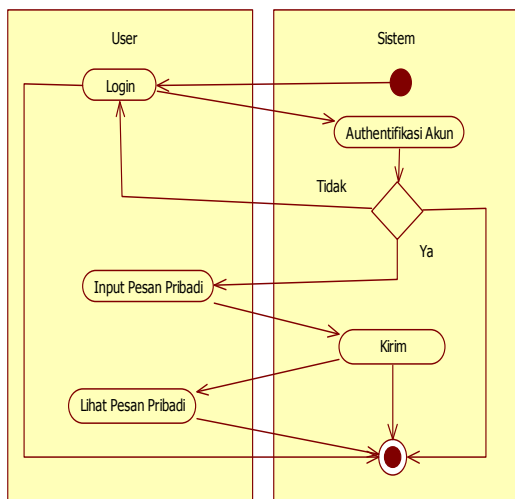 User
Sistem
Login
Authentifikasi Akun
Tidak
Ya
Input Pesan Pribadi
Kirim
Lihat Pesan Pribadi